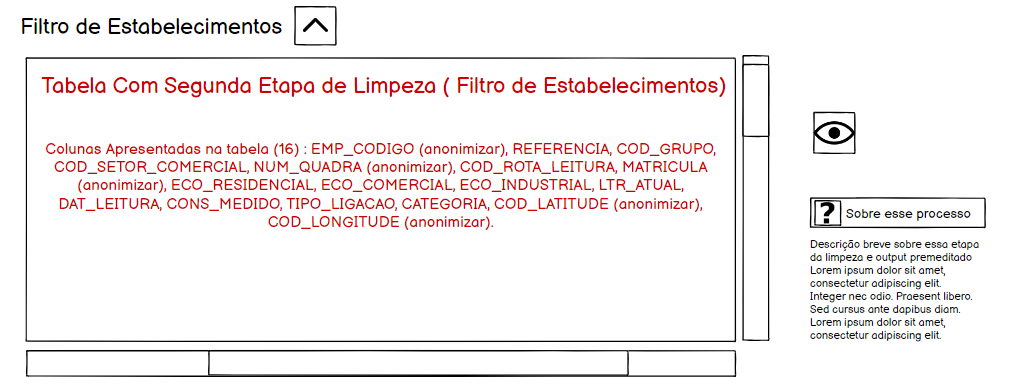 Filtro de Estabelecimentos
Tabela Com Segunda Etapa de Limpeza ( Filtro de Estabelecimentos)
Colunas Apresentadas na tabela (16) : EMP_CODIGO (anonimizar), REFERENCIA, COD_GRUPO,
COD_SETOR_COMERCIAL, NUM_QUADRA (anonimizar), COD_ROTA_LEITURA, MATRICULA
(anonimizar), ECO_RESIDENCIAL, ECO_COMERCIAL, ECO_INDUSTRIAL, LTR_ATUAL,
DAT_LEITURA, CONS_MEDIDO, TIPO_LIGACAO, CATEGORIA, COD_LATITUDE (anonimizar),
COD_LONGITUDE (anonimizar).
? Sobre esse processo
Descrição breve sobre essa etapa
da limpeza e output premeditado
Lorem ipsum dolor sit amet,
consectetur adipiscing elit.
Integer nec odio. Praesent libero.
Sed cursus ante dapibus diam.
Lorem ipsum dolor sit amet,
consectetur adipiscing elit.